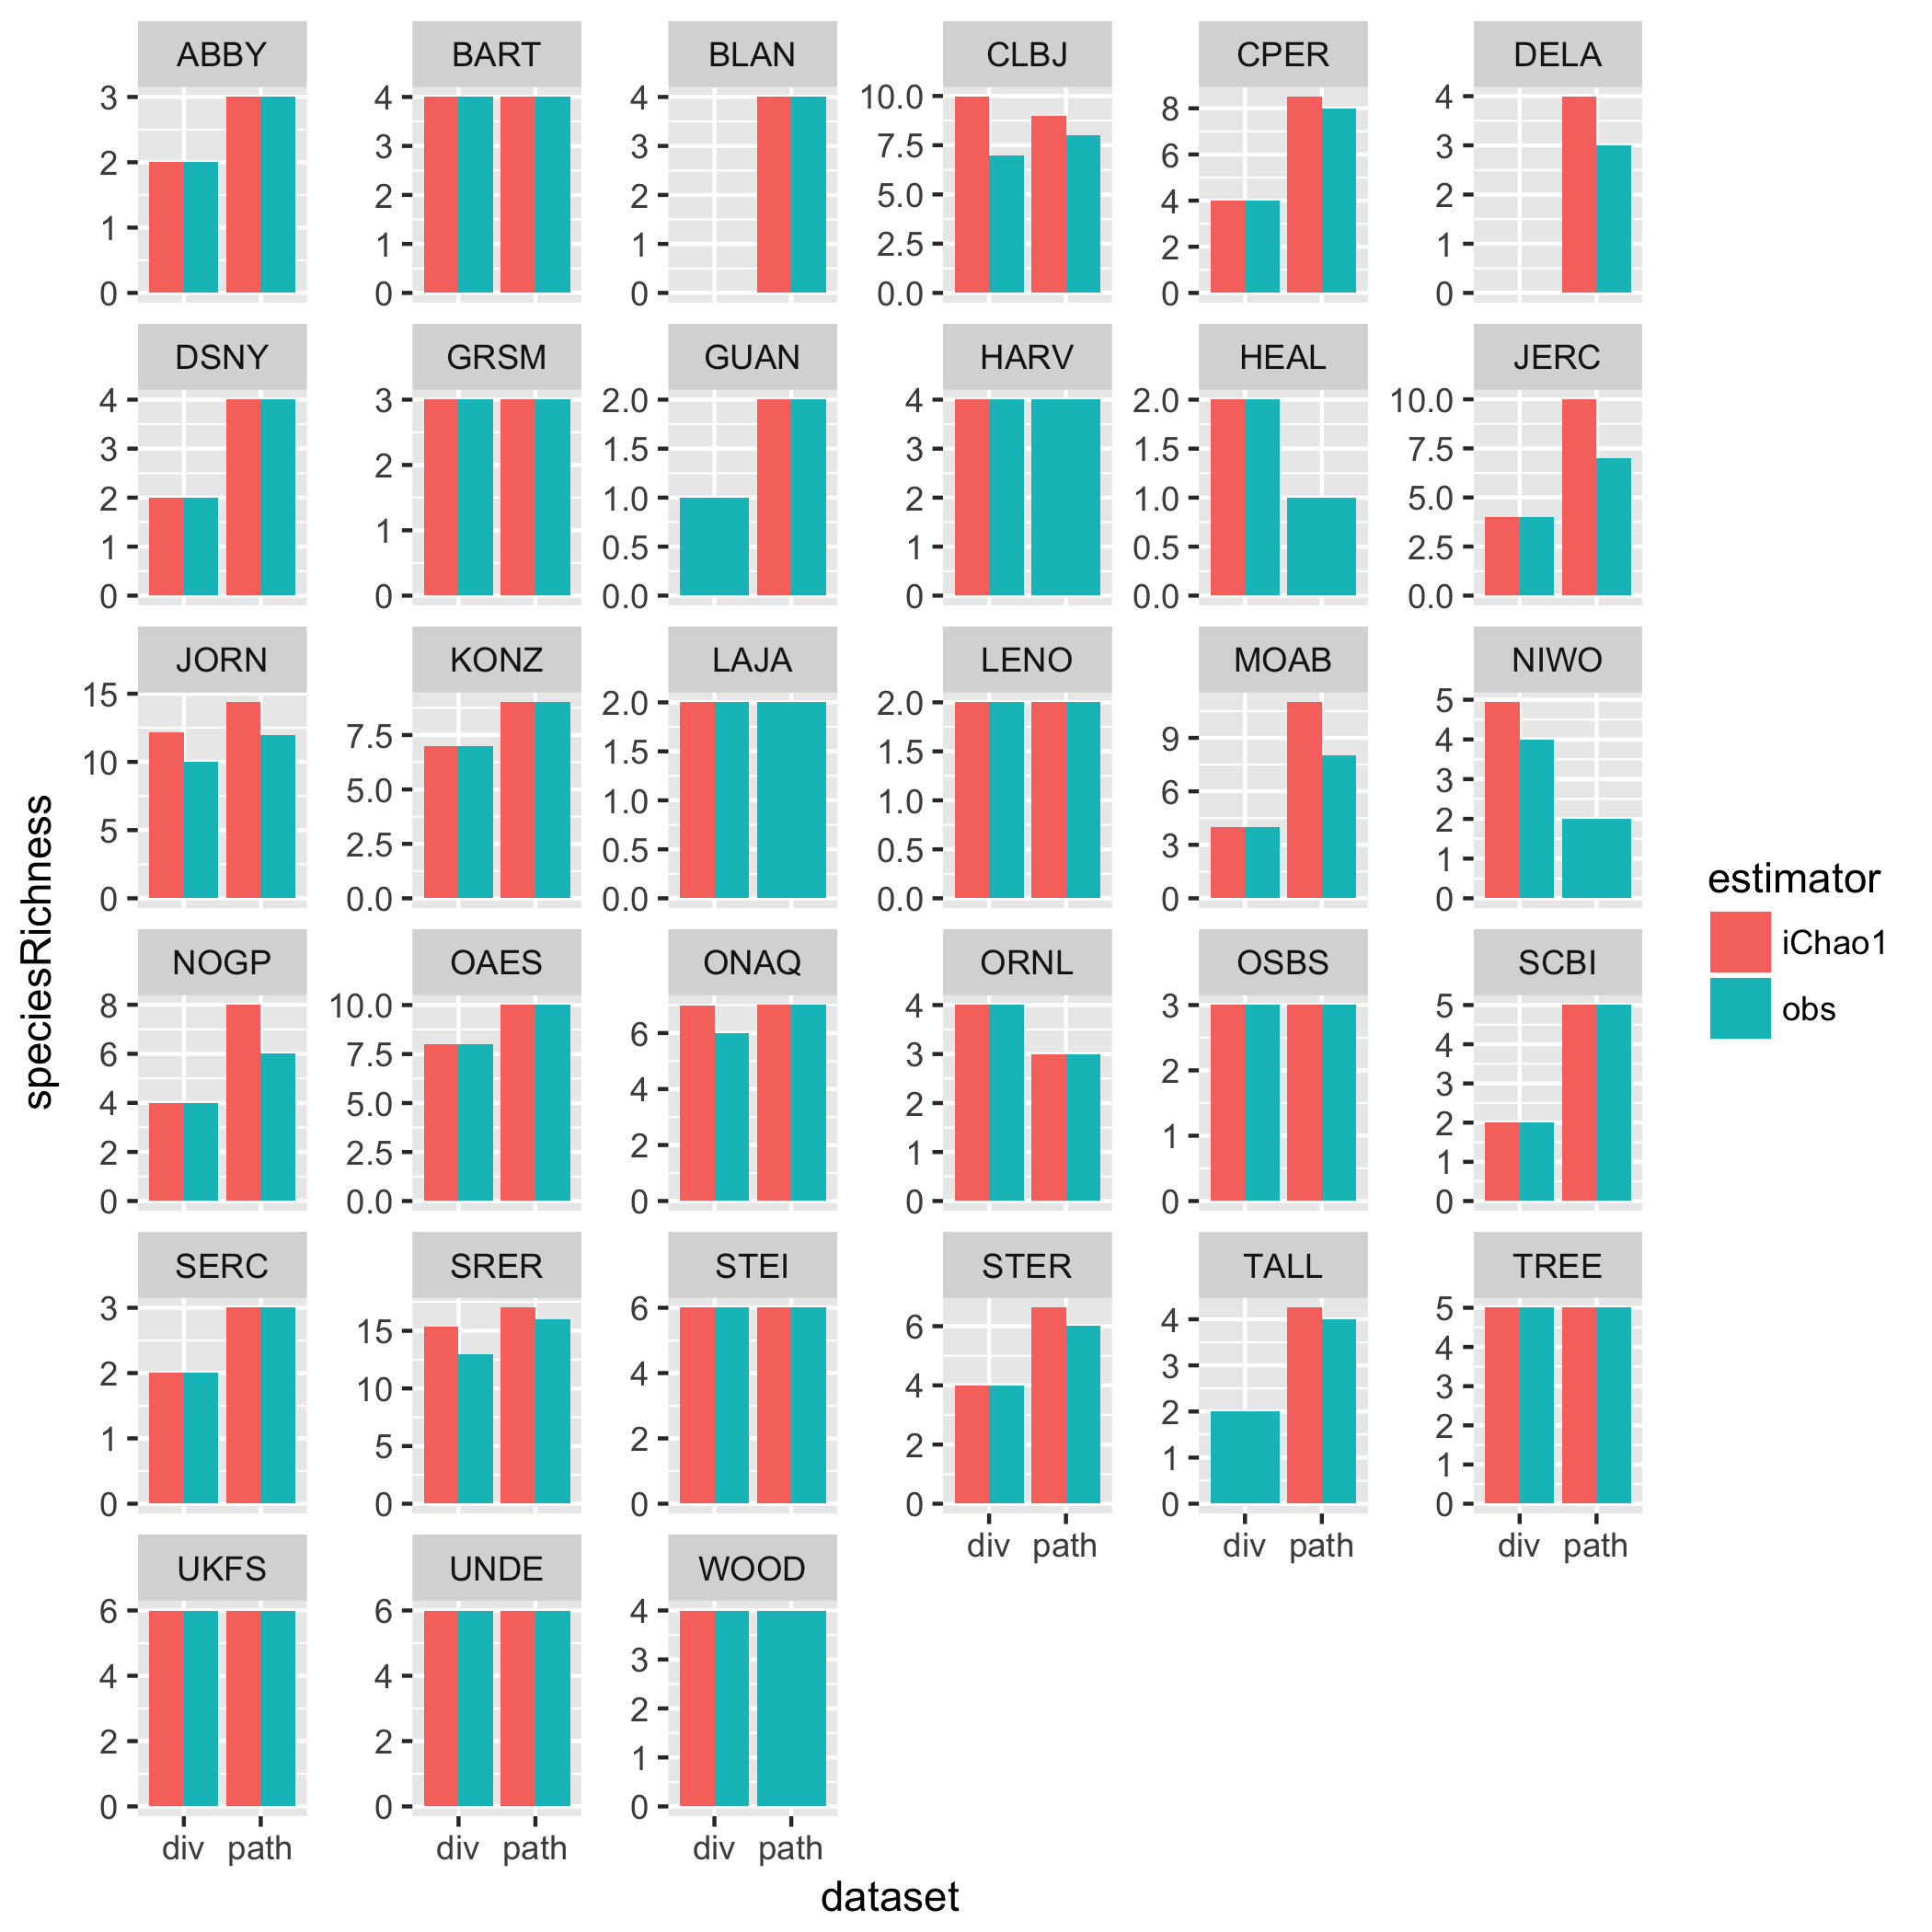 ABBY BART BLAN CLBJ CPER DELA
3 2 1 0
4 3 2 1 0
4 3 2 1 0
10.0 7.5 5.0 2.5 0.0
8 6 4 2 0
4 3 2 1 0
DSNY GRSM GUAN HARV HEAL JERC
4 3 2 1 0
3 2 1 0
2.0 1.5 1.0 0.5 0.0
4 3 2 1 0
2.0 1.5 1.0 0.5 0.0
10.0 7.5 5.0 2.5 0.0
JORN KONZ LAJA LENO MOAB NIWO
15 10 5 0
7.5 5.0 2.5 0.0
2.0 1.5 1.0 0.5 0.0
2.0 1.5 1.0 0.5 0.0
9 6 3 0
5 4 3 2 1 0
NOGP OAES ONAQ ORNL OSBS SCBI
8 6 4 2 0
10.0 7.5 5.0 2.5 0.0
6 4 2 0
4 3 2 1 0
3 2 1 0
5 4 3 2 1 0
SERC SRER STEI STER TALL TREE
3 2 1 0
15 10 5 0
6 4 2 0
6 4 2 0
4 3 2 1 0
5 4 3 2 1 0
div path div path div path
UKFS UNDE WOOD
6 4 2 0
6 4 2 0
4 3 2 1 0
div path div path div path
dataset
speciesRichness
estimator
iChao1
obs